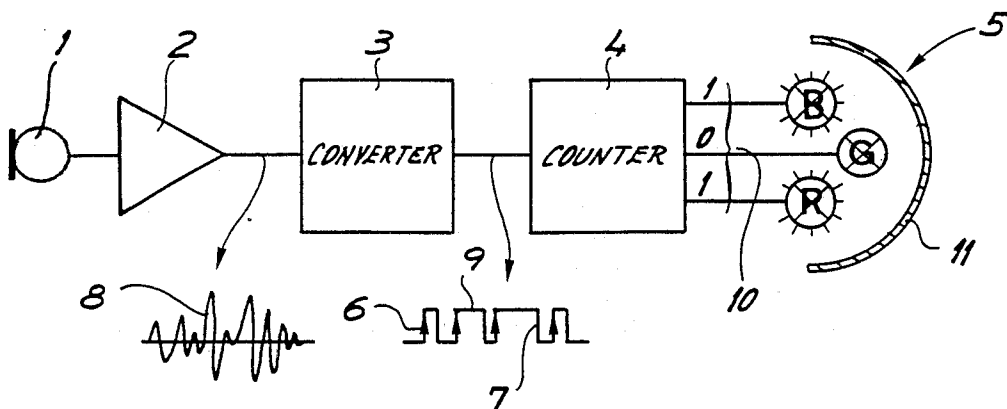 1 2 3 4 5
1 B
CONVERTER COUNTER 0 G
1 R
10 11
8 6 9 7